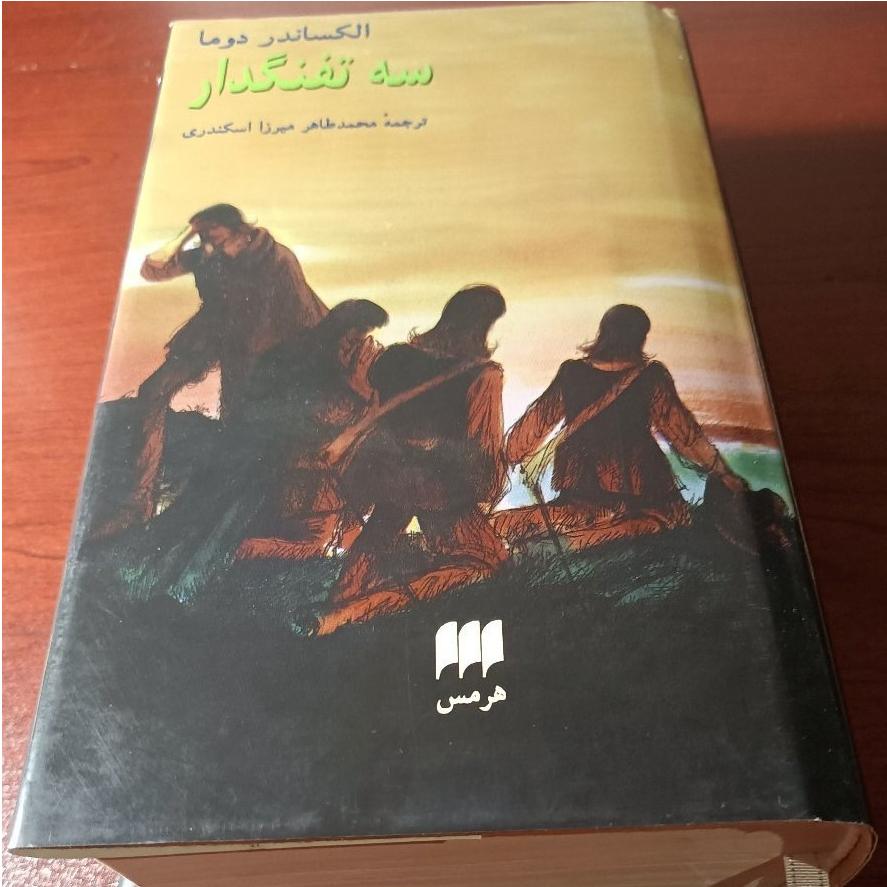 الکساندر دوما
سه تفنگدار
ترجمهٔ محمدطاهر میرزا اسکندری
هرمس